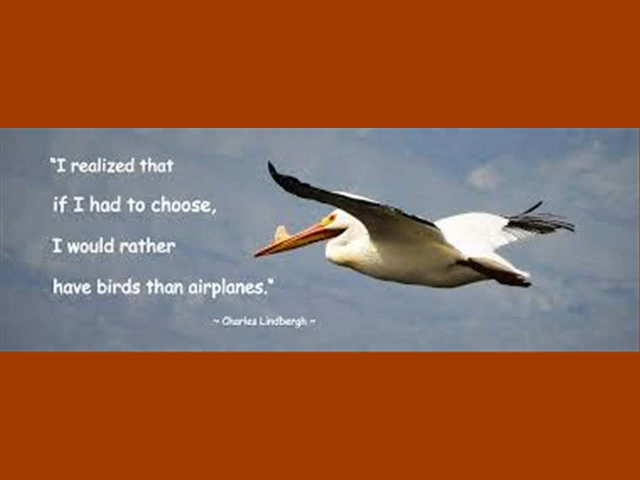 “I realized that
if I had to choose,
I would rather
have birds than airplanes.”
~ Charles Lindbergh ~